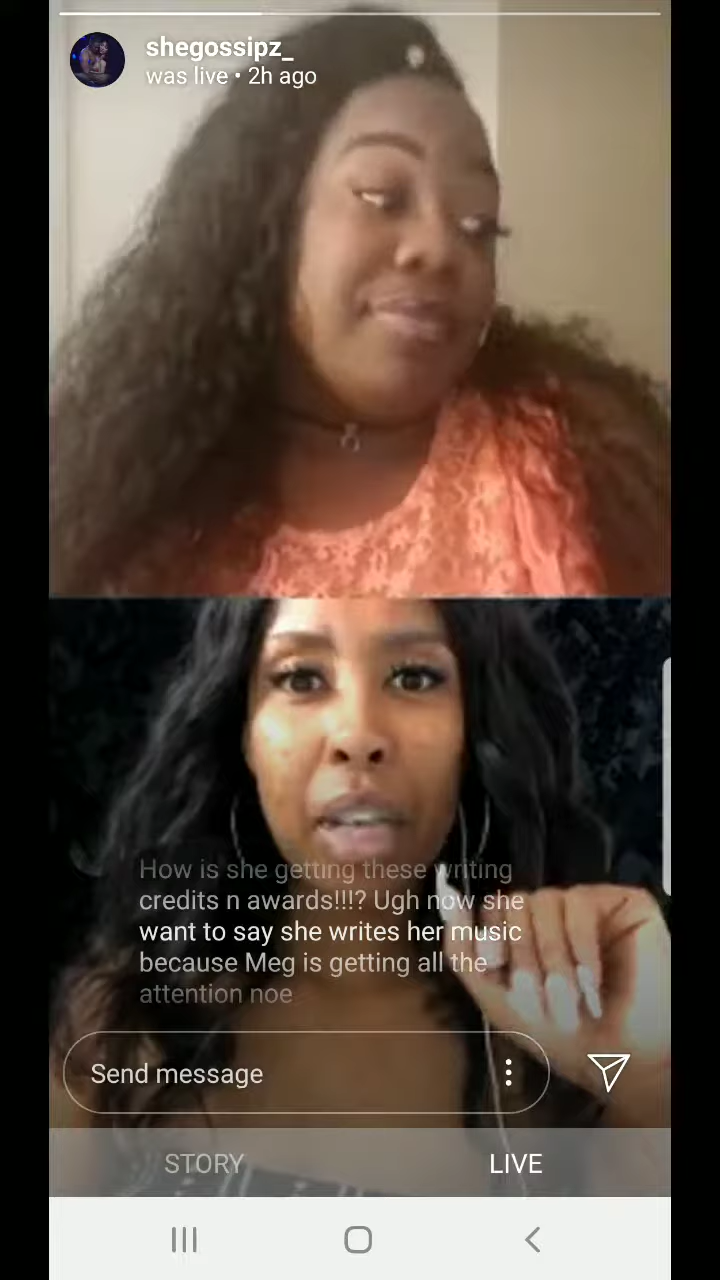 shegossipz_
was live • 2h ago
How is she getting these writing
credits n awards!!!? Ugh now she
want to say she writes her music
because Meg is getting all the
attention noe
Send message
STORY
LIVE